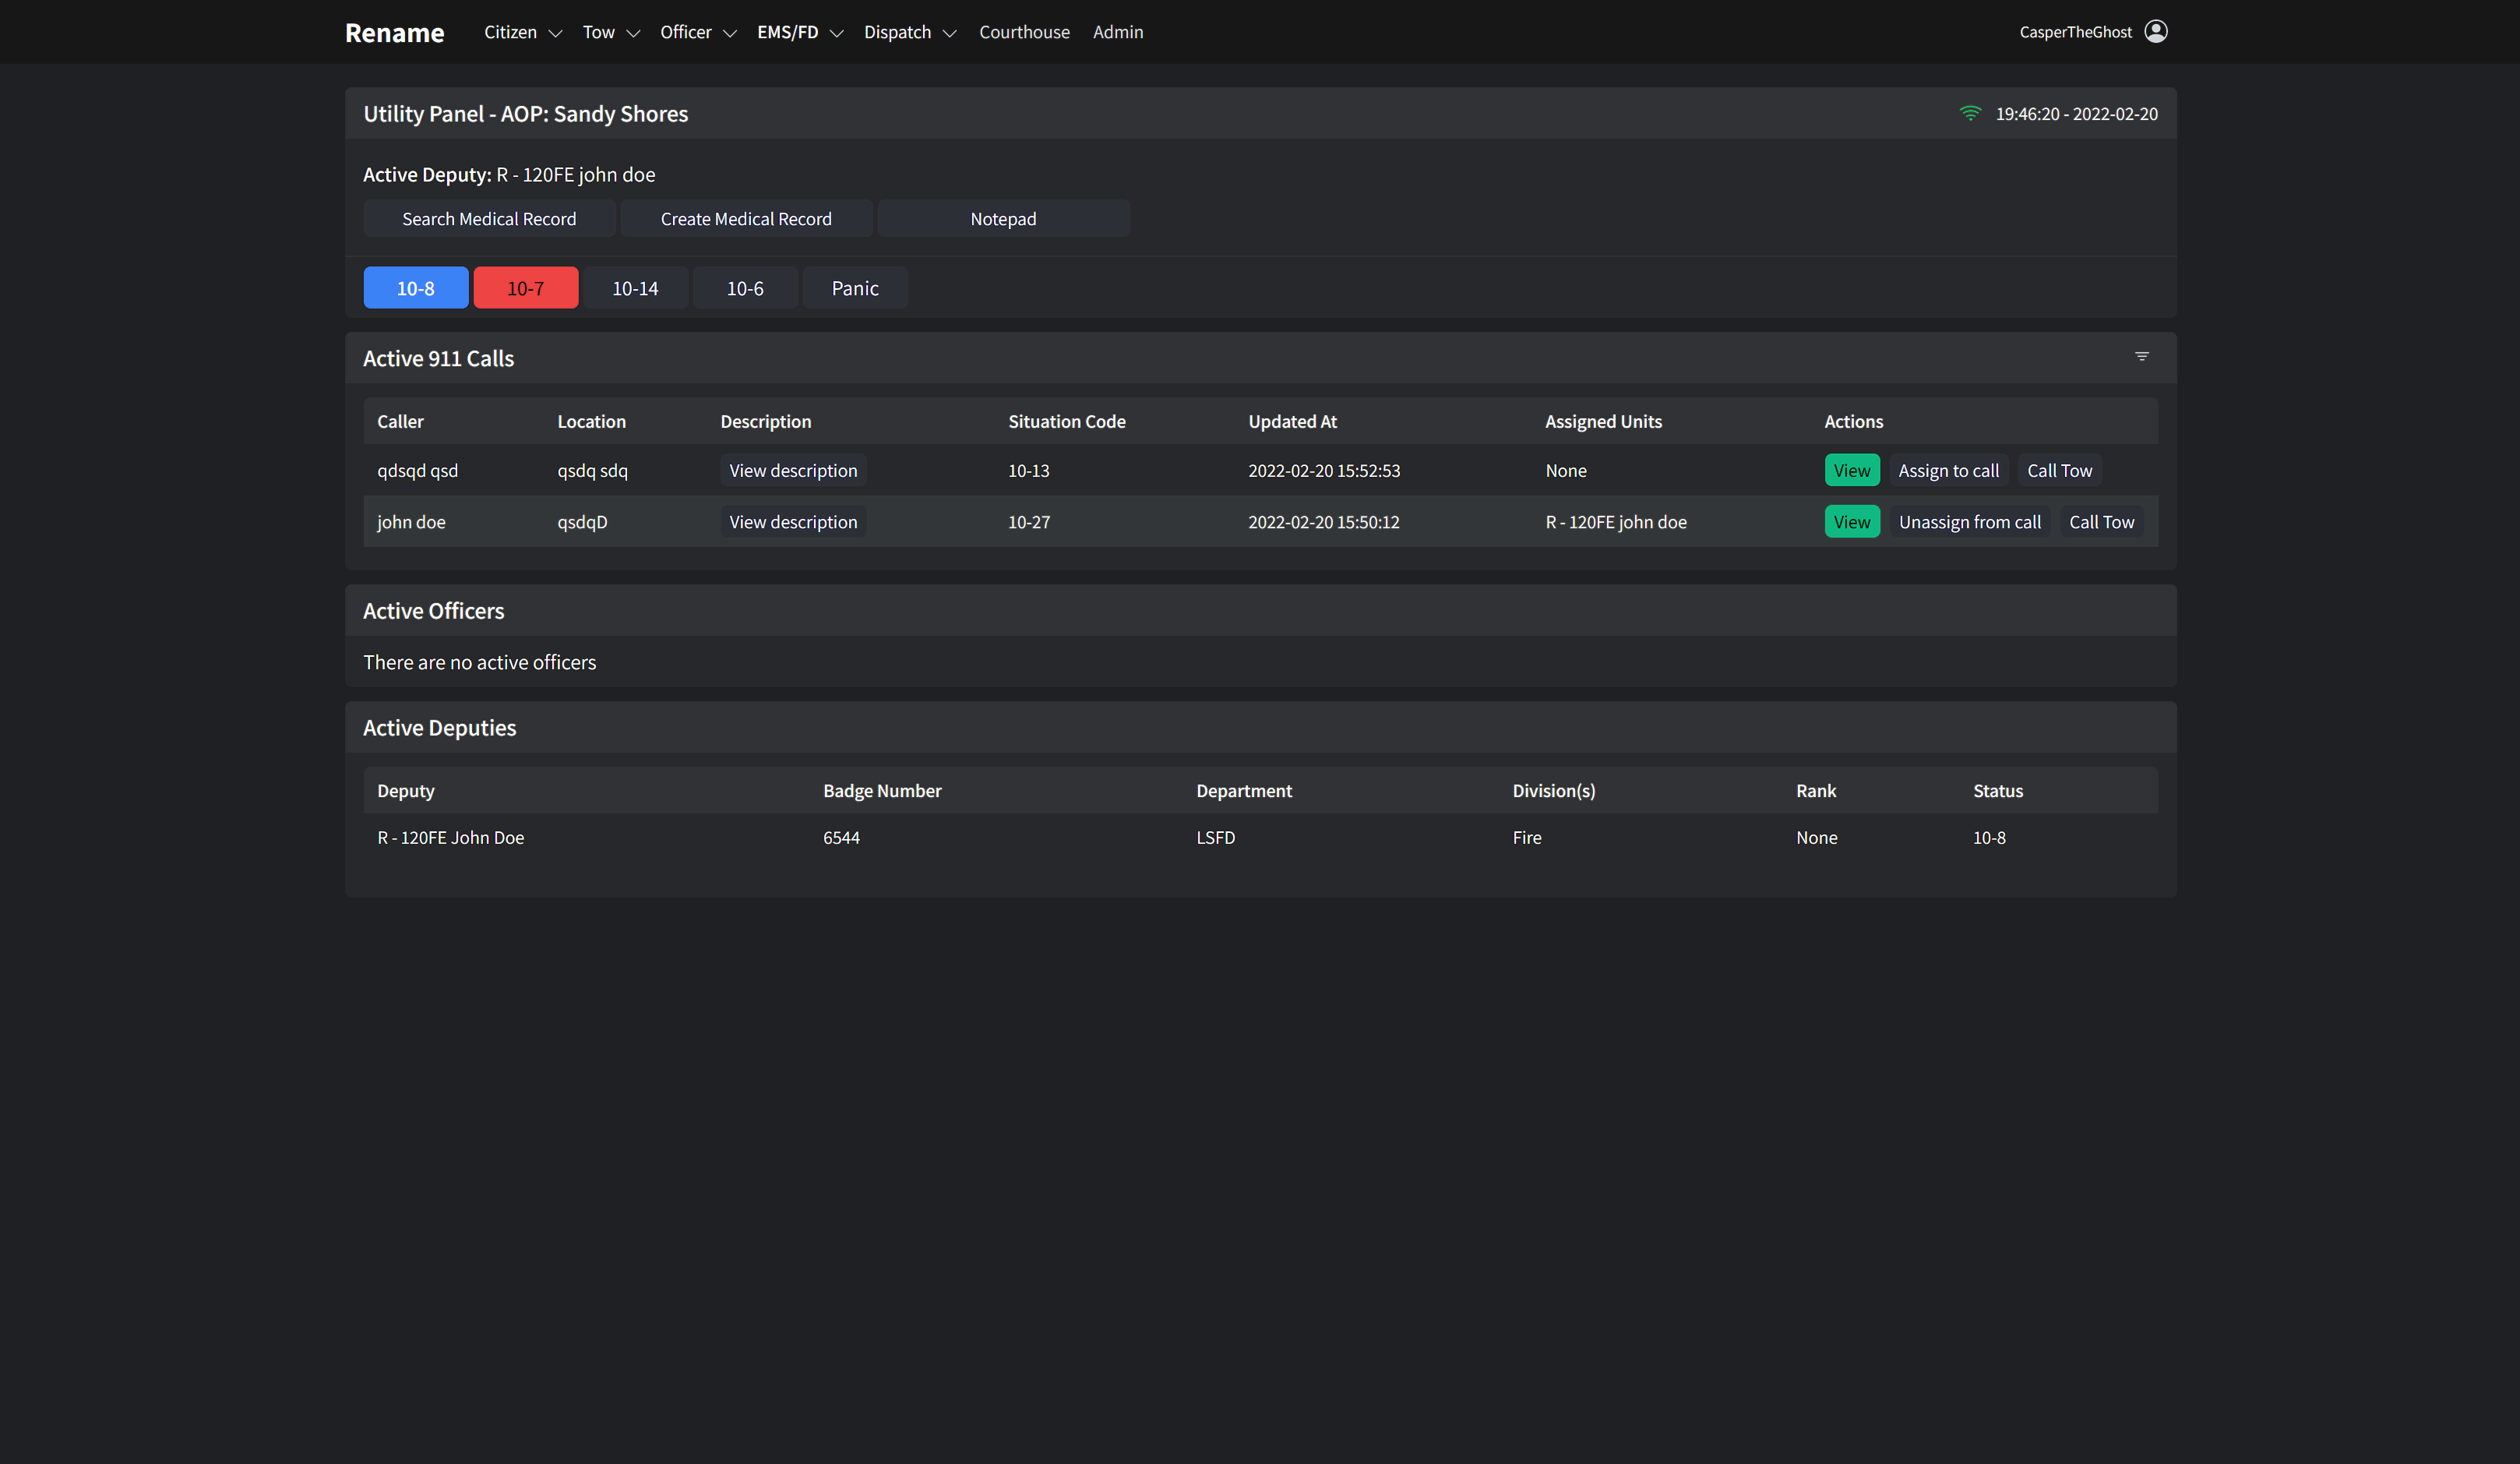 Rename Citizen Tow Officer EMS/FD Dispatch Courthouse Admin CasperTheGhost
Utility Panel - AOP: Sandy Shores 19:46:20 - 2022-02-20
Active Deputy: R - 120FE john doe
Search Medical Record Create Medical Record Notepad
10-8 10-7 10-14 10-6 Panic
Active 911 Calls
Caller Location Description Situation Code Updated At Assigned Units Actions
qdsqd qsd qsdq sdq View description 10-13 2022-02-20 15:52:53 None View Assign to call Call Tow
john doe qsdqD View description 10-27 2022-02-20 15:50:12 R - 120FE john doe View Unassign from call Call Tow
Active Officers
There are no active officers
Active Deputies
Deputy Badge Number Department Division(s) Rank Status
R - 120FE John Doe 6544 LSFD Fire None 10-8